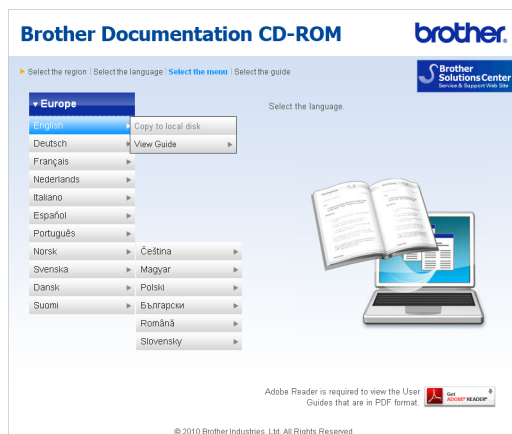 Brother Documentation CD-ROM
brother.
Select the region | Select the language | Select the menu | Select the guide
Brother
Solutions Center
Service & Support Web Site
Europe
Select the language.
English
Copy to local disk
Deutsch
View Guide
Français
Nederlands
Italiano
Español
Português
Norsk
Čeština
Svenska
Magyar
Dansk
Polski
Suomi
Български
Română
Slovensky
Adobe Reader is required to view the User
Guides that are in PDF format.
Get
ADOBE® READER®
© 2010 Brother Industries, Ltd. All Rights Reserved.